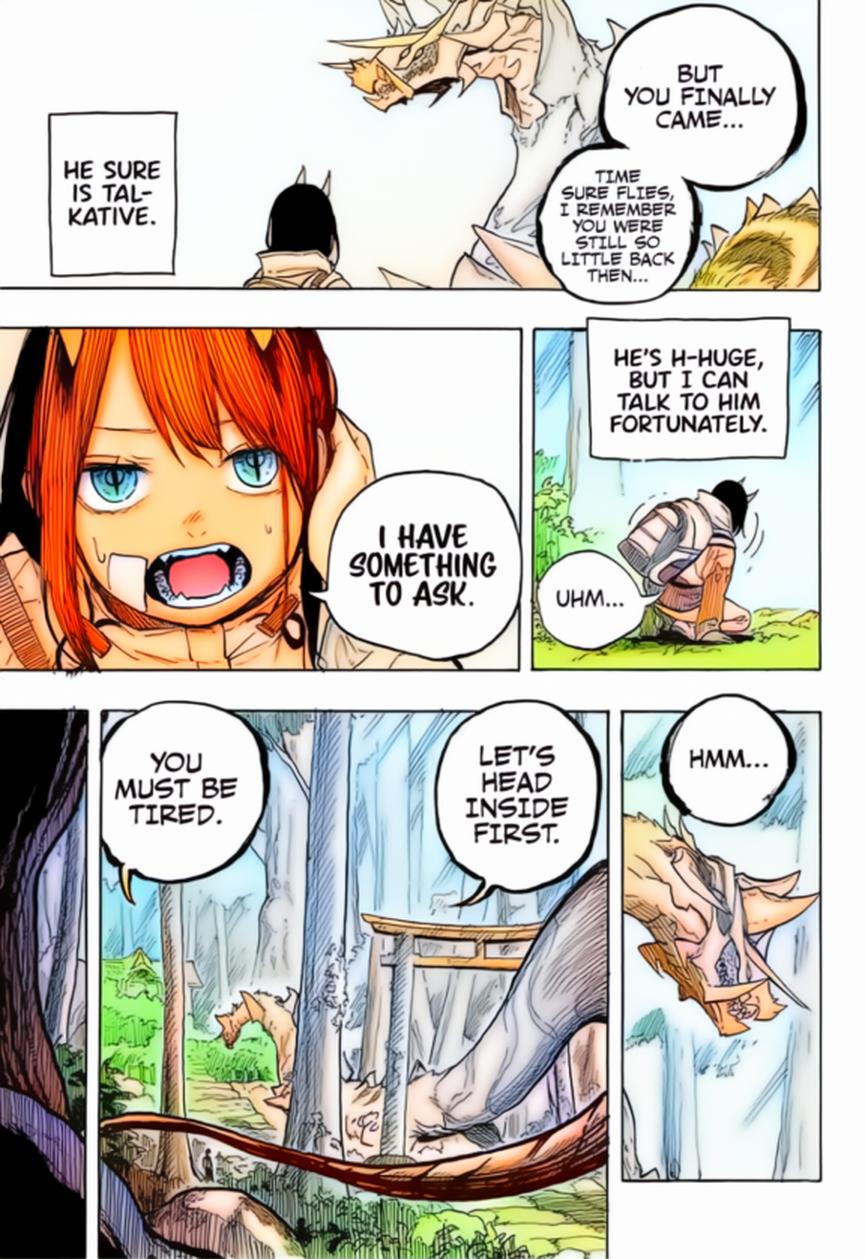 BUT
YOU FINALLY
CAME...
TIME
SURE FLIES,
I REMEMBER
YOU WERE
STILL SO
LITTLE BACK
THEN...
HE SURE
IS TAL-
KATIVE.
HE'S H-HUGE,
BUT I CAN
TALK TO HIM
FORTUNATELY.
UHM...
I HAVE
SOMETHING
TO ASK.
HMM...
LET'S
HEAD
INSIDE
FIRST.
YOU
MUST BE
TIRED.